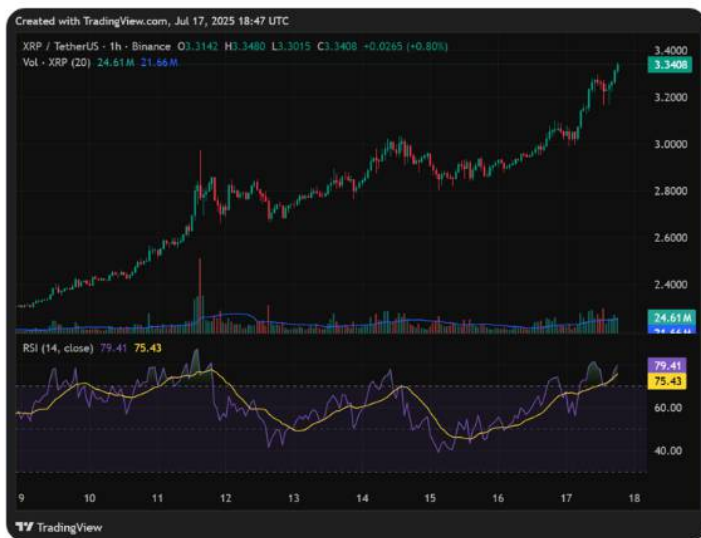 Created with TradingView.com, Jul 17, 2025 18:47 UTC
XRP / TetherUS · 1h · Binance O3.3142 H3.3480 L3.3015 C3.3408 +0.0265 (+0.80%)
Vol · XRP (20) 24.61M 21.66M
3.4000
3.3408
3.2000
3.0000
2.8000
2.6000
2.4000
24.61M
21.66M
RSI (14, close) 79.41 75.43
79.41
75.43
60.00
40.00
9 10 11 12 13 14 15 16 17 18
TradingView